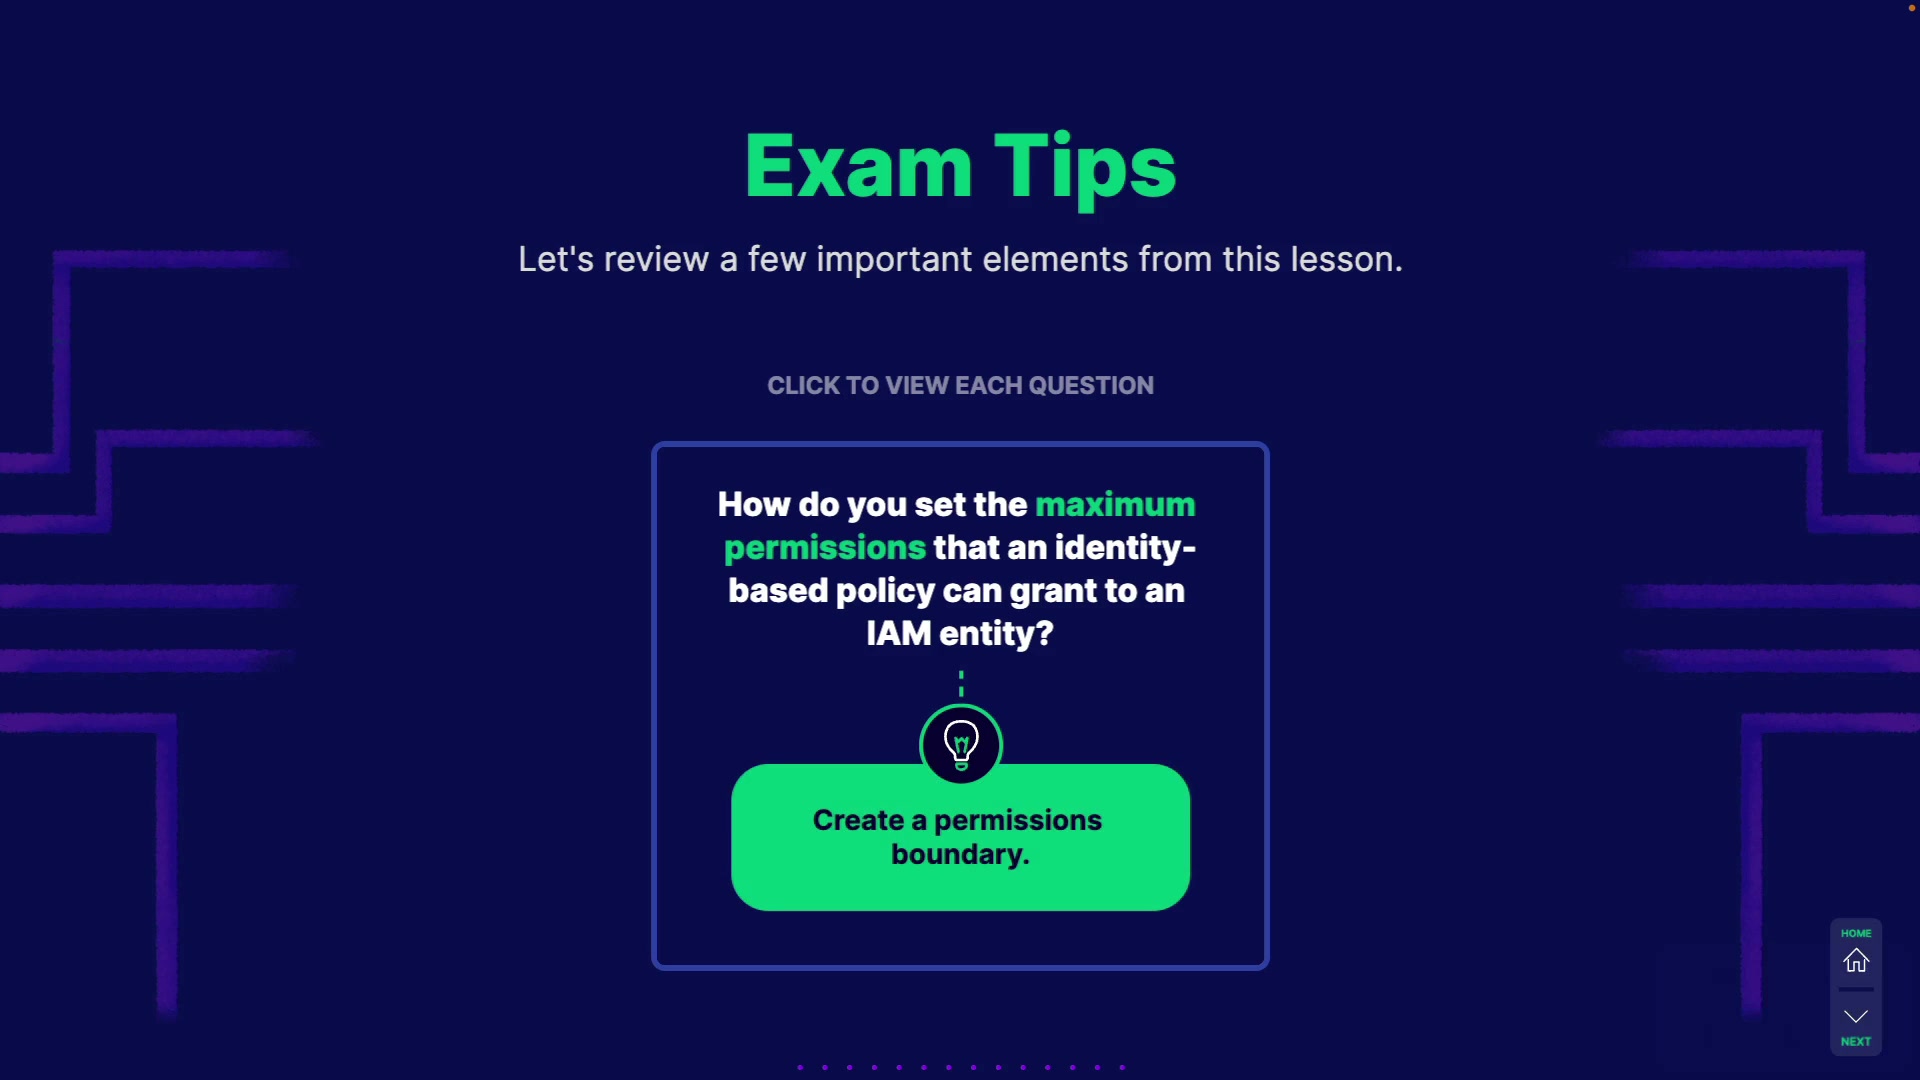 Exam Tips
Let's review a few important elements from this lesson.
CLICK TO VIEW EACH QUESTION
How do you set the maximum
permissions that an identity-
based policy can grant to an
IAM entity?
Create a permissions
boundary.
HOME
NEXT